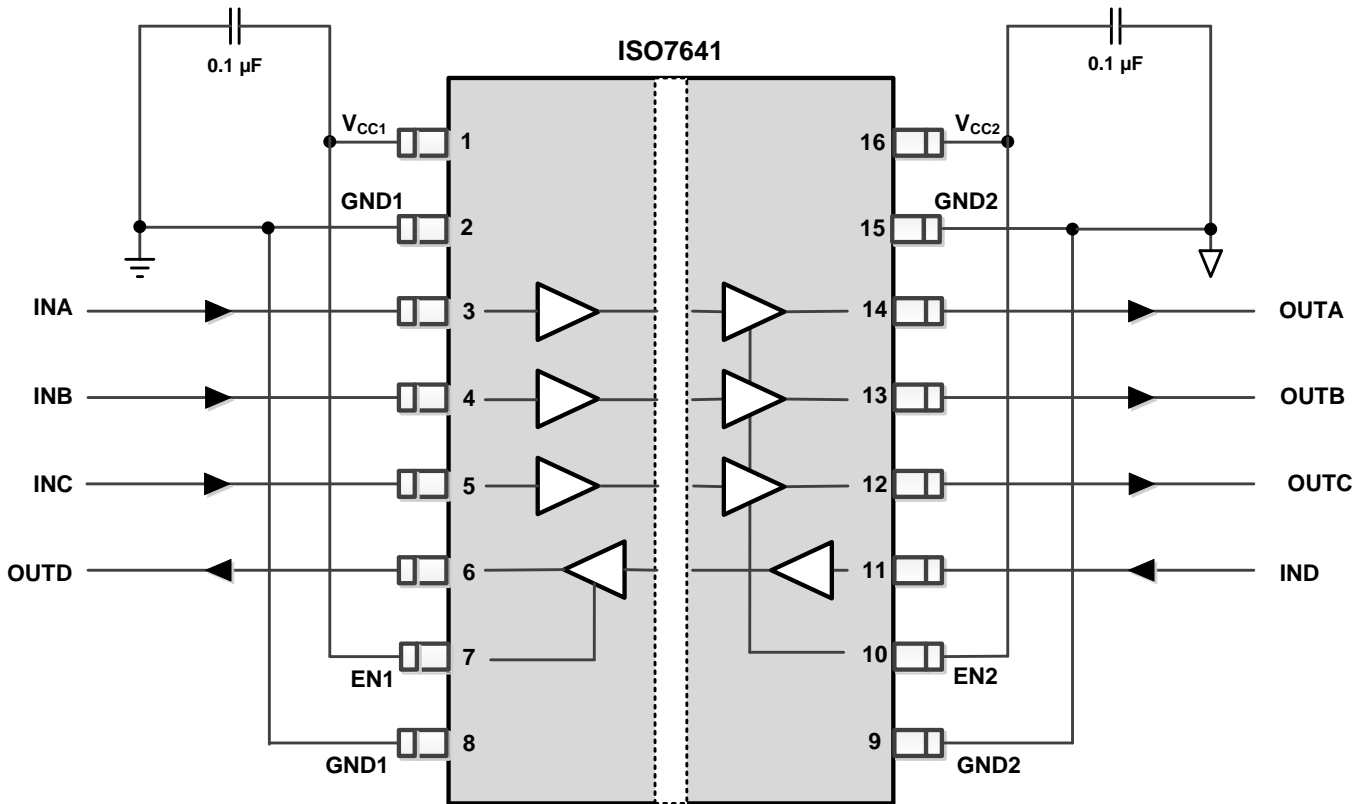 0.1 µF
0.1 µF
ISO7641
VCC1
1
16
VCC2
GND1
2
15
GND2
INA
3
14
OUTA
INB
4
13
OUTB
INC
5
12
OUTC
OUTD
6
11
IND
EN1
7
10
EN2
GND1
8
9
GND2